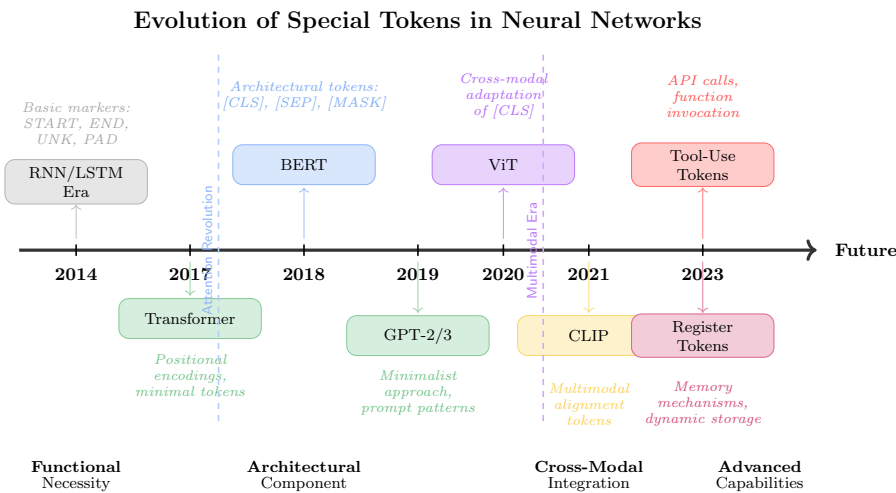 Evolution of Special Tokens in Neural Networks
Basic markers:
START, END,
UNK, PAD
Architectural tokens:
[CLS], [SEP], [MASK]
Cross-modal
adaptation
of [CLS]
API calls,
function
invocation
RNN/LSTM
Era
BERT
ViT
Tool-Use
Tokens
Attention Revolution
Multimodal Era
Future
2014
2017
2018
2019
2020
2021
2023
Transformer
GPT-2/3
CLIP
Register
Tokens
Positional
encodings,
minimal tokens
Minimalist
approach,
prompt patterns
Multimodal
alignment
tokens
Memory
mechanisms,
dynamic storage
Functional
Necessity
Architectural
Component
Cross-Modal
Integration
Advanced
Capabilities